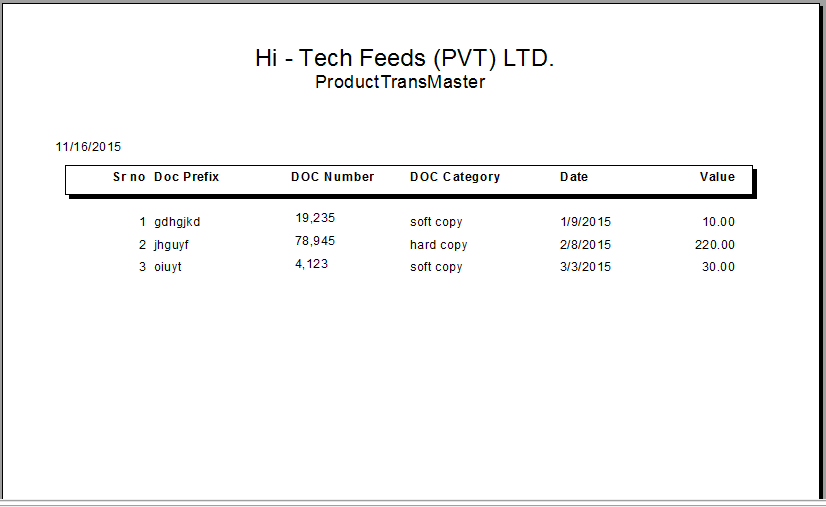 Hi - Tech Feeds (PVT) LTD.
ProductTransMaster
11/16/2015
Sr no Doc Prefix DOC Number DOC Category Date Value
1 gdhgjkd 19,235 soft copy 1/9/2015 10.00
2 jhguyf 78,945 hard copy 2/8/2015 220.00
3 oiuyt 4,123 soft copy 3/3/2015 30.00